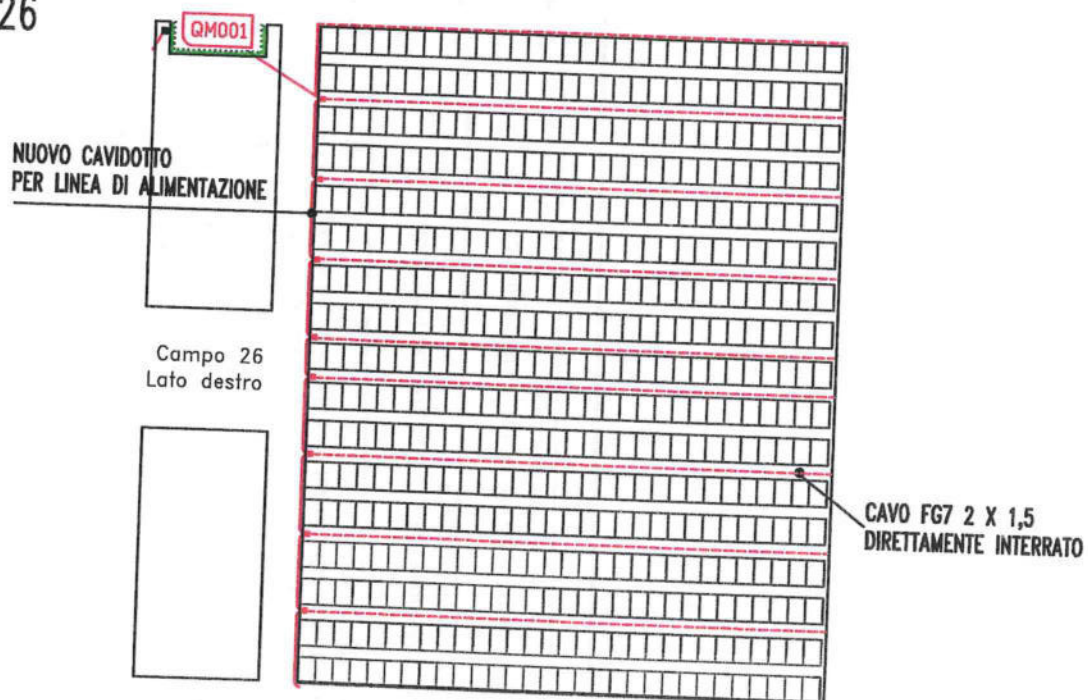 26
QM001
NUOVO CAVIDOTTO
PER LINEA DI ALIMENTAZIONE
Campo 26
Lato destro
CAVO FG7 2 X 1,5
DIRETTAMENTE INTERRATO